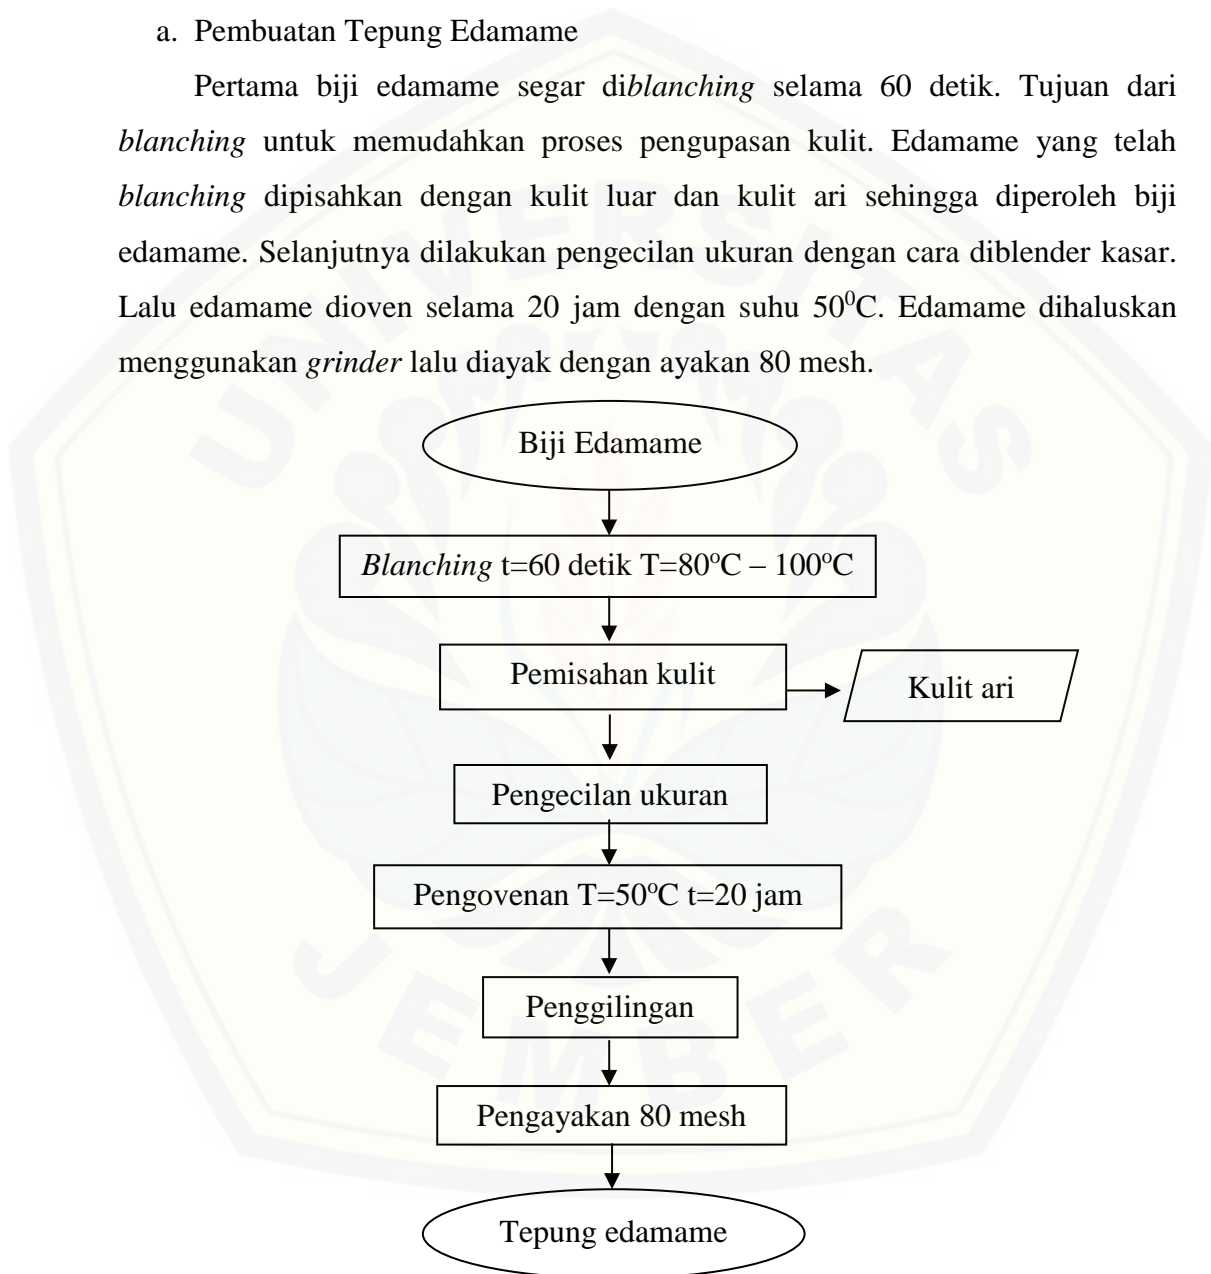 a. Pembuatan Tepung Edamame
Pertama biji edamame segar diblanching selama 60 detik. Tujuan dari
blanching untuk memudahkan proses pengupasan kulit. Edamame yang telah
blanching dipisahkan dengan kulit luar dan kulit ari sehingga diperoleh biji
edamame. Selanjutnya dilakukan pengecilan ukuran dengan cara diblender kasar.
Lalu edamame dioven selama 20 jam dengan suhu 50⁰C. Edamame dihaluskan
menggunakan grinder lalu diayak dengan ayakan 80 mesh.
Biji Edamame
Blanching t=60 detik T=80ᵒC – 100ᵒC
Pemisahan kulit
Kulit ari
Pengecilan ukuran
Pengovenan T=50ᵒC t=20 jam
Penggilingan
Pengayakan 80 mesh
Tepung edamame
UNIVERSITAS
JEMBER